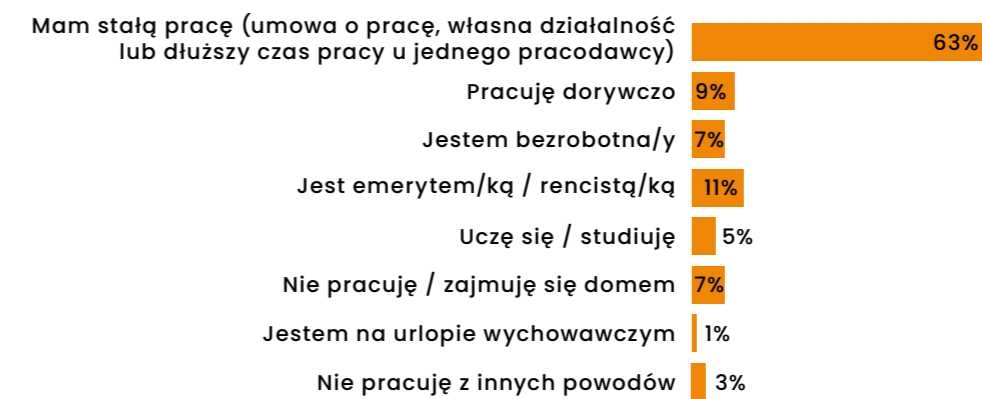 Mam stałą pracę (umowa o pracę, własna działalność
lub dłuższy czas pracy u jednego pracodawcy)
63%
Pracuję dorywczo
9%
Jestem bezrobotna/y
7%
Jest emerytem/ką / rencistą/ką
11%
Uczę się / studiuję
5%
Nie pracuję / zajmuję się domem
7%
Jestem na urlopie wychowawczym
1%
Nie pracuję z innych powodów
3%